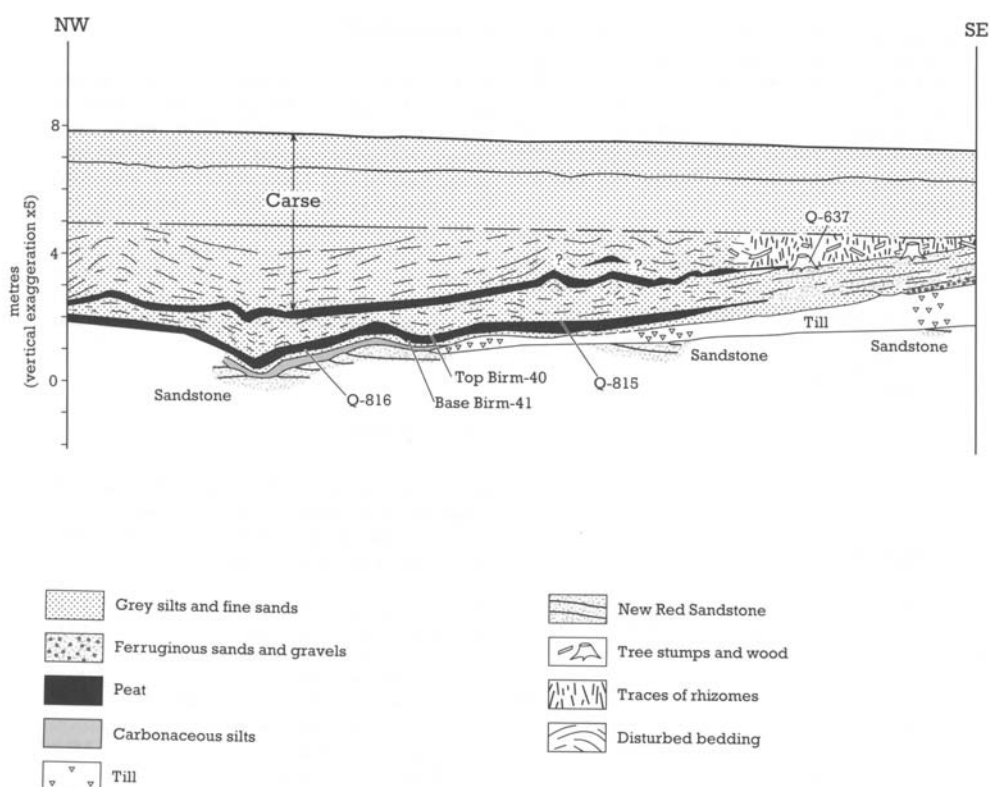 NW
SE
8
4
0
metres
(vertical exaggeration x5)
Carse
Q-637
?
?
Till
Sandstone
Sandstone
Sandstone
Q-816
Top Birm-40
Base Birm-41
Q-815
Grey silts and fine sands
Ferruginous sands and gravels
Peat
Carbonaceous silts
Till
New Red Sandstone
Tree stumps and wood
Traces of rhizomes
Disturbed bedding